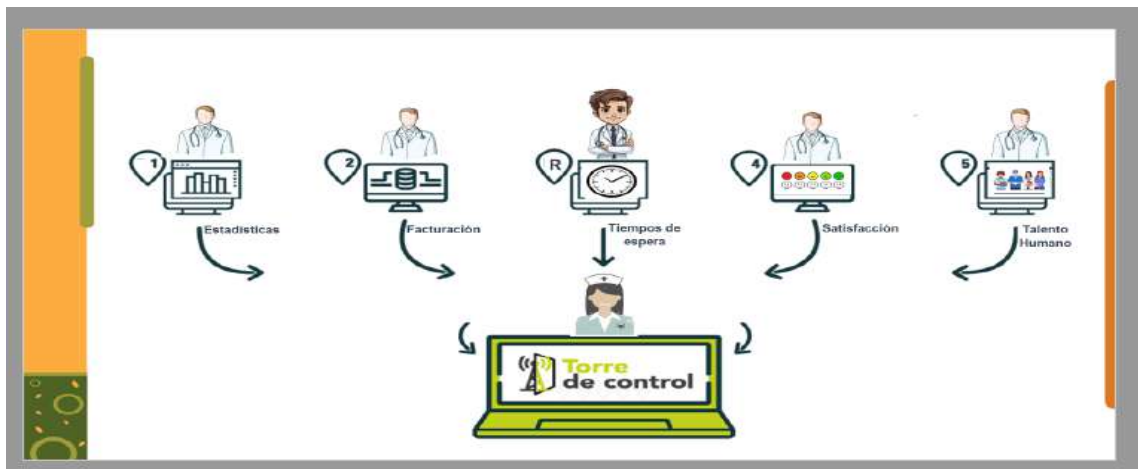 1
2
R
4
5
Estadísticas
Facturación
Tiempos de
espera
Satisfacción
Talento
Humano
Torre
de control